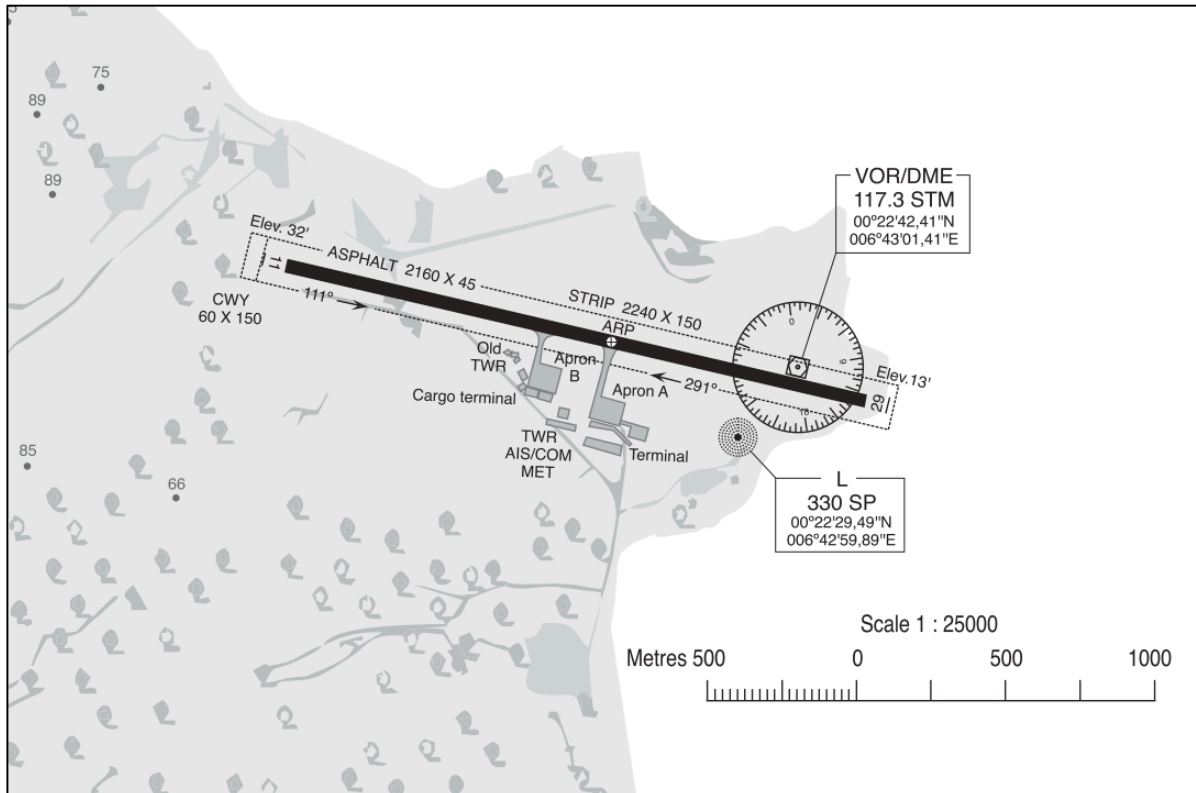 75
89
89
VOR/DME
117.3 STM
00°22'42,41"N
006°43'01,41"E
Elev. 32'
11
ASPHALT 2160 X 45
STRIP 2240 X 150
CWY
60 X 150
111°
ARP
0
9
18
Old
TWR
Apron
B
Elev.13'
291°
29
Cargo terminal
Apron A
TWR
AIS/COM
MET
Terminal
85
66
L
330 SP
00°22'29,49"N
006°42'59,89"E
Scale 1 : 25000
Metres 500
0
500
1000